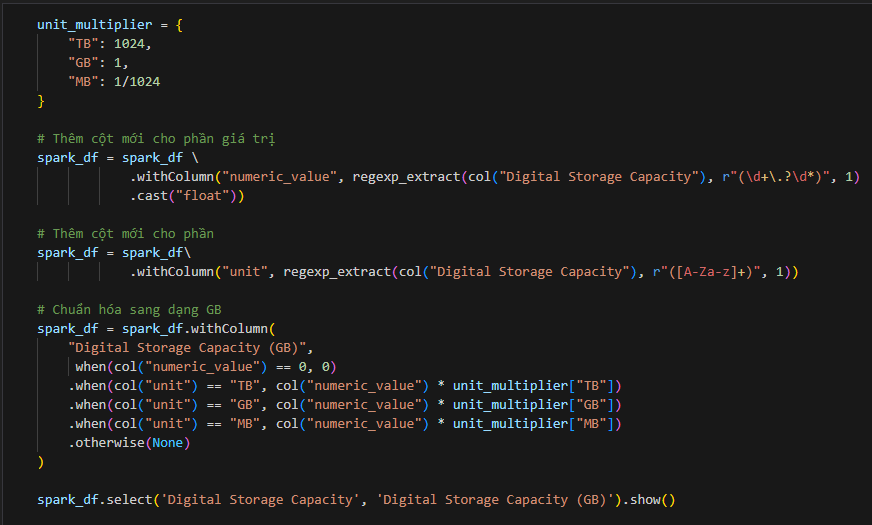 unit_multiplier = {
"TB": 1024,
"GB": 1,
"MB": 1/1024
}
# Thêm cột mới cho phần giá trị
spark_df = spark_df \
.withColumn("numeric_value", regexp_extract(col("Digital Storage Capacity"), r"(\d+\.?\d*)", 1)
.cast("float"))
# Thêm cột mới cho phần
spark_df = spark_df\
.withColumn("unit", regexp_extract(col("Digital Storage Capacity"), r"([A-Za-z]+)", 1))
# Chuẩn hóa sang dạng GB
spark_df = spark_df.withColumn(
"Digital Storage Capacity (GB)",
when(col("numeric_value") == 0, 0)
.when(col("unit") == "TB", col("numeric_value") * unit_multiplier["TB"])
.when(col("unit") == "GB", col("numeric_value") * unit_multiplier["GB"])
.when(col("unit") == "MB", col("numeric_value") * unit_multiplier["MB"])
.otherwise(None)
)
spark_df.select('Digital Storage Capacity', 'Digital Storage Capacity (GB)').show()